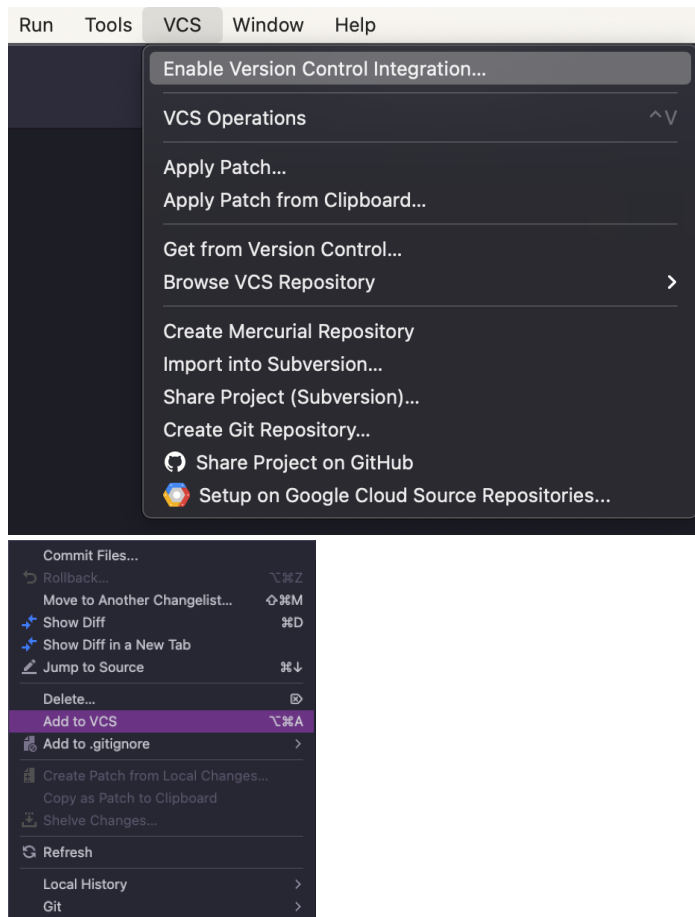 Run Tools VCS Window Help
Enable Version Control Integration...
VCS Operations ^V
Apply Patch...
Apply Patch from Clipboard...
Get from Version Control...
Browse VCS Repository
Create Mercurial Repository
Import into Subversion...
Share Project (Subversion)...
Create Git Repository...
Share Project on GitHub
Setup on Google Cloud Source Repositories...
Commit Files...
Rollback... ⌥⌘Z
Move to Another Changelist... ⇧⌘M
Show Diff ⌘D
Show Diff in a New Tab
Jump to Source ⌘↓
Delete... ⌦
Add to VCS ⌥⌘A
Add to .gitignore
Create Patch from Local Changes...
Copy as Patch to Clipboard
Shelve Changes...
Refresh
Local History
Git